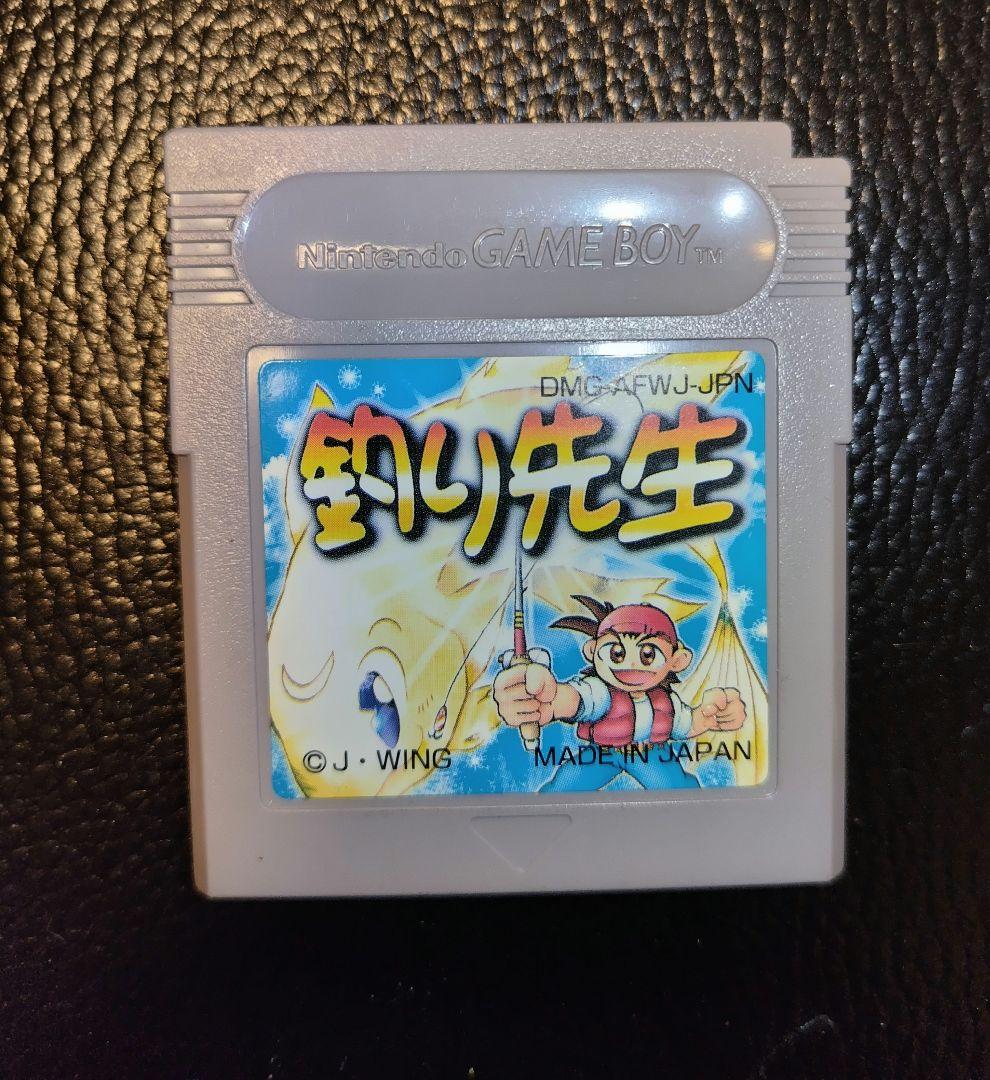 Nintendo GAME BOY™
DMG-AFWJ-JPN
釣り先生
© J・WING
MADE IN JAPAN